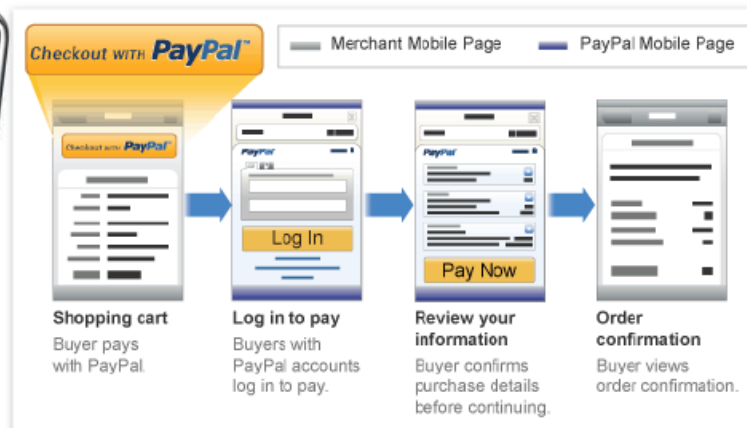 Checkout WITH PayPal™
Merchant Mobile Page
PayPal Mobile Page
Checkout WITH PayPal
PayPal
Log In
PayPal
Pay Now
Shopping cart
Buyer pays
with PayPal.
Log in to pay
Buyers with
PayPal accounts
log in to pay.
Review your
information
Buyer confirms
purchase details
before continuing.
Order
confirmation
Buyer views
order confirmation.